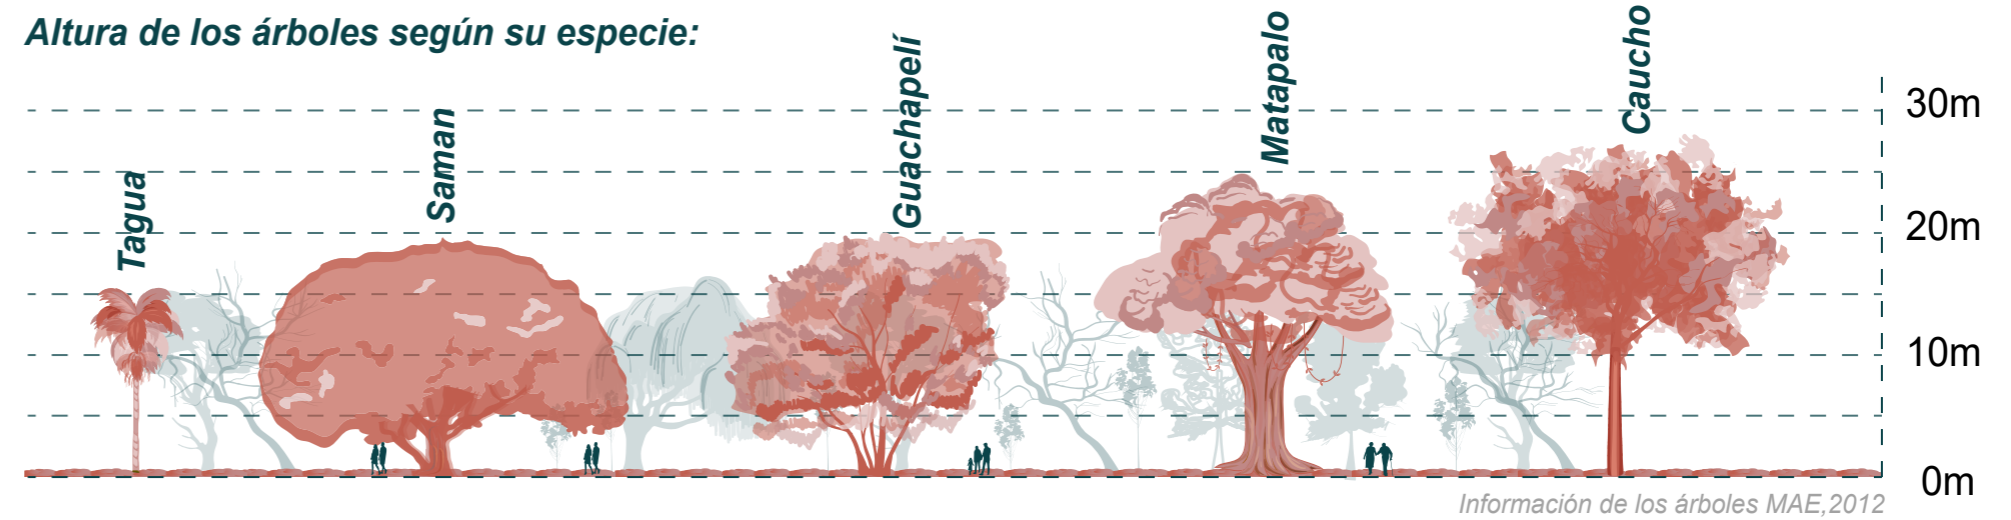 Altura de los árboles según su especie:
Tagua
Saman
Guachapelí
Matapalo
Caucho
30m
20m
10m
0m
Información de los árboles MAE,2012